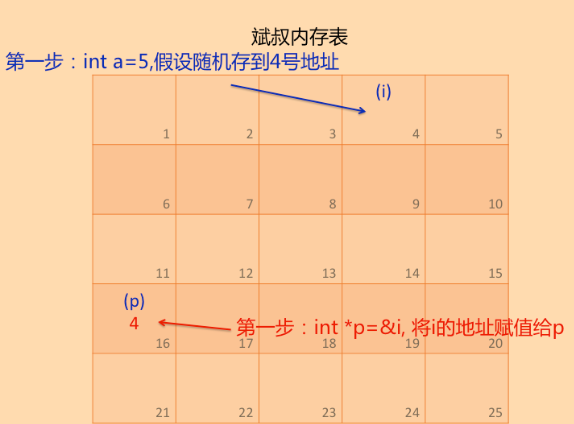 斌叔内存表
第一步：int a=5,假设随机存到4号地址
(i)
1 2 3 4 5
6 7 8 9 10
11 12 13 14 15
(p)
4
第一步：int *p=&i, 将i的地址赋值给p
16 17 18 19 20
21 22 23 24 25